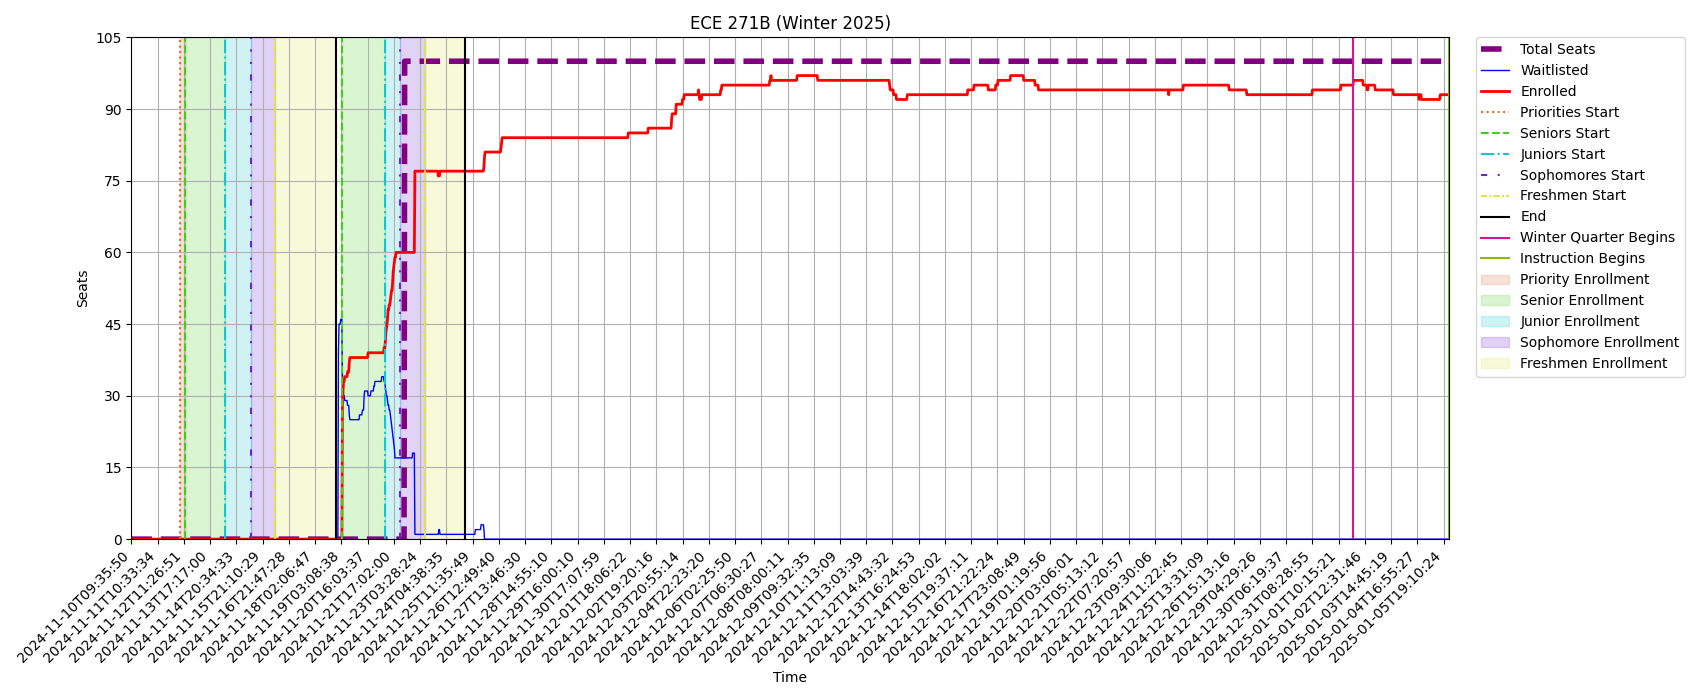 ECE 271B (Winter 2025)
105
90
75
60
45
30
15
0
Seats
2024-11-10T09:35:50
2024-11-11T10:33:34
2024-11-12T11:26:51
2024-11-13T17:17:00
2024-11-14T20:34:33
2024-11-15T21:10:29
2024-11-16T21:47:28
2024-11-18T02:06:47
2024-11-19T03:08:38
2024-11-20T16:03:37
2024-11-21T17:02:00
2024-11-23T03:28:24
2024-11-24T10:38:35
2024-11-25T11:35:49
2024-11-26T12:49:40
2024-11-27T13:46:30
2024-11-28T14:55:10
2024-11-29T16:00:10
2024-11-30T17:07:59
2024-12-01T18:06:22
2024-12-02T19:20:16
2024-12-03T20:55:14
2024-12-04T22:23:20
2024-12-06T02:25:50
2024-12-07T06:30:27
2024-12-08T08:00:11
2024-12-09T09:32:35
2024-12-10T11:13:09
2024-12-11T13:03:39
2024-12-12T14:43:32
2024-12-13T16:24:53
2024-12-14T18:02:02
2024-12-15T19:37:11
2024-12-16T21:22:24
2024-12-17T23:08:49
2024-12-19T01:19:56
2024-12-20T03:06:01
2024-12-21T05:13:12
2024-12-22T07:20:57
2024-12-23T09:30:06
2024-12-24T11:22:45
2024-12-25T13:31:09
2024-12-26T15:13:16
2024-12-29T04:29:26
2024-12-30T06:19:37
2024-12-31T08:28:55
2025-01-01T10:15:21
2025-01-02T12:31:46
2025-01-03T14:45:19
2025-01-04T16:55:27
2025-01-05T19:10:24
Time
Total Seats
Waitlisted
Enrolled
Priorities Start
Seniors Start
Juniors Start
Sophomores Start
Freshmen Start
End
Winter Quarter Begins
Instruction Begins
Priority Enrollment
Senior Enrollment
Junior Enrollment
Sophomore Enrollment
Freshmen Enrollment